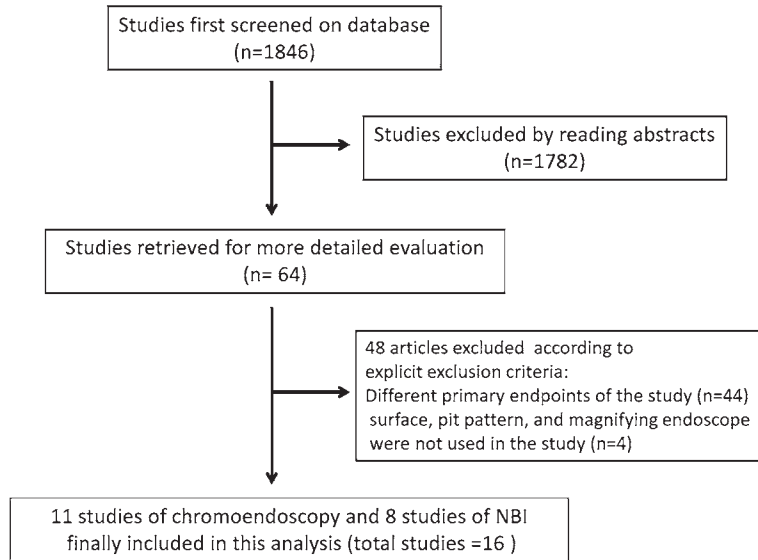 Studies first screened on database
(n=1846)
Studies excluded by reading abstracts
(n=1782)
Studies retrieved for more detailed evaluation
(n= 64)
48 articles excluded according to
explicit exclusion criteria:
Different primary endpoints of the study (n=44)
surface, pit pattern, and magnifying endoscope
were not used in the study (n=4)
11 studies of chromoendoscopy and 8 studies of NBI
finally included in this analysis (total studies =16 )